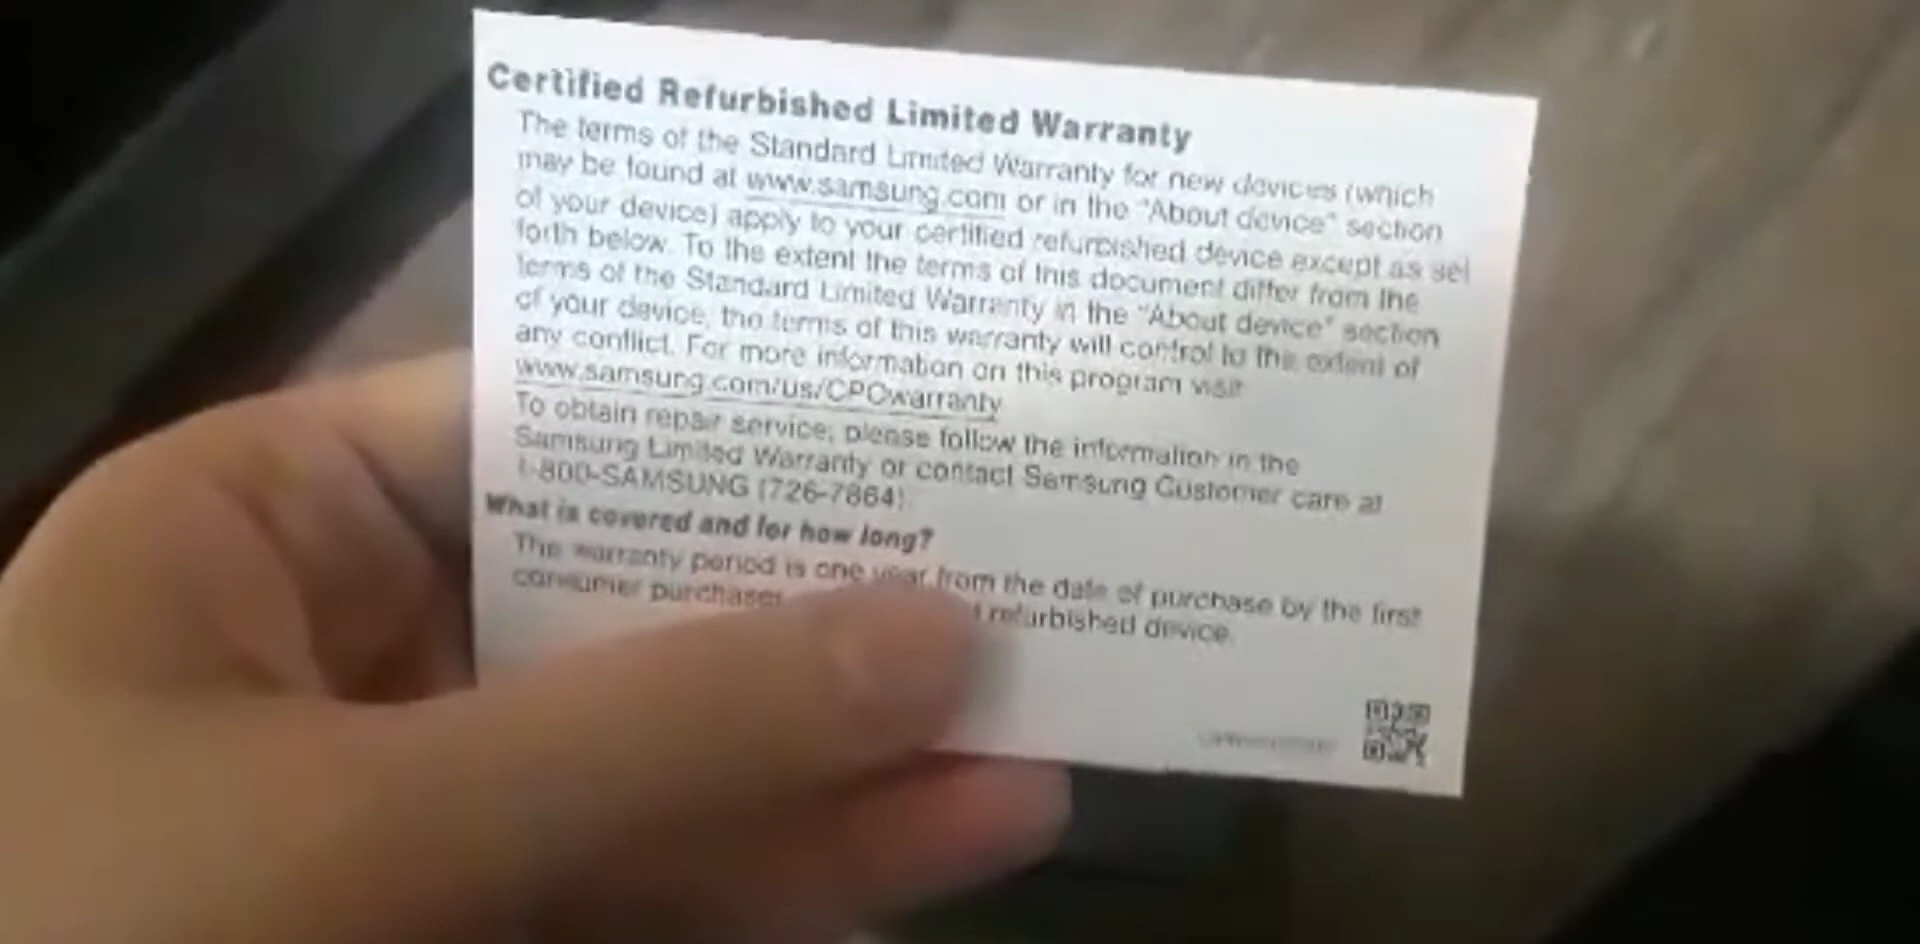 Certified Refurbished Limited Warranty
The terms of the Standard Limited Warranty for new devices (which
may be found at www.samsung.com or in the "About device" section
of your device) apply to your certified refurbished device except as set
forth below. To the extent the terms of this document differ from the
terms of the Standard Limited Warranty in the "About device" section
of your device, the terms of this warranty will control to the extent of
any conflict. For more information on this program visit
www.samsung.com/us/CPOwarranty
To obtain repair service, please follow the information in the
Samsung Limited Warranty or contact Samsung Customer care at
1-800-SAMSUNG (726-7864).
What is covered and for how long?
The warranty period is one year from the date of purchase by the first
consumer purchaser refurbished device.